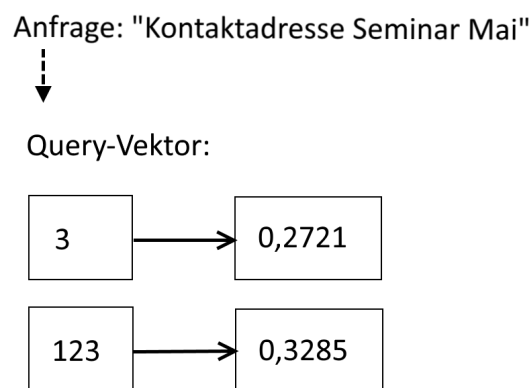 Anfrage: "Kontaktadresse Seminar Mai"
Query-Vektor:
3 0,2721
123 0,3285